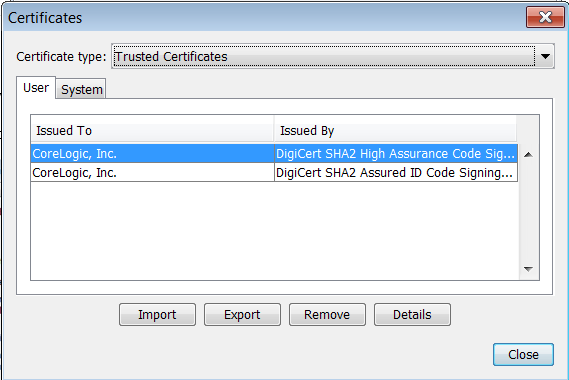 Certificates
Certificate type: Trusted Certificates
User System
Issued To Issued By
CoreLogic, Inc. DigiCert SHA2 High Assurance Code Sig...
CoreLogic, Inc. DigiCert SHA2 Assured ID Code Signing...
Import Export Remove Details
Close